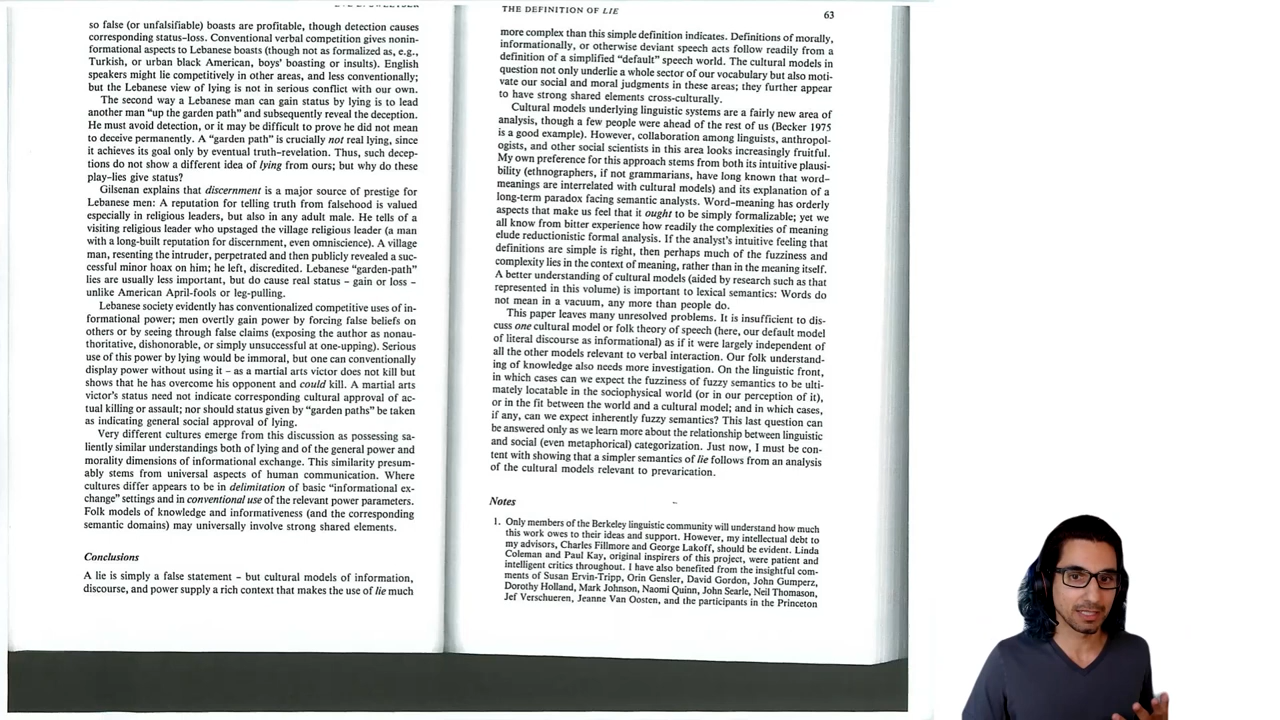 so false (or unfalsifiable) boasts are profitable, though detection causes
corresponding status-loss. Conventional verbal competition gives nonin-
formational aspects to Lebanese boasts (though not as formalized as, e.g.,
Turkish, or urban black American, boys' boasting or insults). English
speakers might lie competitively in other areas, and less conventionally;
but the Lebanese view of lying is not in serious conflict with our own.
The second way a Lebanese man can gain status by lying is to lead
another man "up the garden path" and subsequently reveal the deception.
He must avoid detection, or it may be difficult to prove he did not mean
to deceive permanently. A "garden path" is crucially not real lying, since
it achieves its goal only by eventual truth-revelation. Thus, such decep-
tions do not show a different idea of lying from ours; but why do these
play-lies give status?
Gilsenan explains that discernment is a major source of prestige for
Lebanese men: A reputation for telling truth from falsehood is valued
especially in religious leaders, but also in any adult male. He tells of a
visiting religious leader who upstaged the village religious leader (a man
with a long-built reputation for discernment, even omniscience). A village
man, resenting the intruder, perpetrated and then publicly revealed a suc-
cessful minor hoax on him; he left, discredited. Lebanese "garden-path"
lies are usually less important, but do cause real status – gain or loss –
unlike American April-fools or leg-pulling.
Lebanese society evidently has conventionalized competitive uses of in-
formational power; men overtly gain power by forcing false beliefs on
others or by seeing through false claims (exposing the author as nonau-
thoritative, dishonorable, or simply unsuccessful at one-upping). Serious
use of this power by lying would be immoral, but one can conventionally
display power without using it – as a martial arts victor does not kill but
shows that he has overcome his opponent and could kill. A martial arts
victor's status need not indicate corresponding cultural approval of ac-
tual killing or assault; nor should status given by "garden paths" be taken
as indicating general social approval of lying.
Very different cultures emerge from this discussion as possessing sa-
liently similar understandings both of lying and of the general power and
morality dimensions of informational exchange. This similarity presum-
ably stems from universal aspects of human communication. Where
cultures differ appears to be in delimitation of basic "informational ex-
change" settings and in conventional use of the relevant power parameters.
Folk models of knowledge and informativeness (and the corresponding
semantic domains) may universally involve strong shared elements.
Conclusions
A lie is simply a false statement – but cultural models of information,
discourse, and power supply a rich context that makes the use of lie much
THE DEFINITION OF LIE
63
more complex than this simple definition indicates. Definitions of morally,
informationally, or otherwise deviant speech acts follow readily from a
definition of a simplified "default" speech world. The cultural models in
question not only underlie a whole sector of our vocabulary but also moti-
vate our social and moral judgments in these areas; they further appear
to have strong shared elements cross-culturally.
Cultural models underlying linguistic systems are a fairly new area of
analysis, though a few people were ahead of the rest of us (Becker 1975
is a good example). However, collaboration among linguists, anthropol-
ogists, and other social scientists in this area looks increasingly fruitful.
My own preference for this approach stems from both its intuitive plausi-
bility (ethnographers, if not grammarians, have long known that word-
meanings are interrelated with cultural models) and its explanation of a
long-term paradox facing semantic analysts. Word-meaning has orderly
aspects that make us feel that it ought to be simply formalizable; yet we
all know from bitter experience how readily the complexities of meaning
elude reductionistic formal analysis. If the analyst's intuitive feeling that
definitions are simple is right, then perhaps much of the fuzziness and
complexity lies in the context of meaning, rather than in the meaning itself.
A better understanding of cultural models (aided by research such as that
represented in this volume) is important to lexical semantics: Words do
not mean in a vacuum, any more than people do.
This paper leaves many unresolved problems. It is insufficient to dis-
cuss one cultural model or folk theory of speech (here, our default model
of literal discourse as informational) as if it were largely independent of
all the other models relevant to verbal interaction. Our folk understand-
ing of knowledge also needs more investigation. On the linguistic front,
in which cases can we expect the fuzziness of fuzzy semantics to be ulti-
mately locatable in the sociophysical world (or in our perception of it),
or in the fit between the world and a cultural model; and in which cases,
if any, can we expect inherently fuzzy semantics? This last question can
be answered only as we learn more about the relationship between linguistic
and social (even metaphorical) categorization. Just now, I must be con-
tent with showing that a simpler semantics of lie follows from an analysis
of the cultural models relevant to prevarication.
Notes
1. Only members of the Berkeley linguistic community will understand how much
this work owes to their ideas and support. However, my intellectual debt to
my advisors, Charles Fillmore and George Lakoff, should be evident. Linda
Coleman and Paul Kay, original inspirers of this project, were patient and
intelligent critics throughout. I have also benefited from the insightful com-
ments of Susan Ervin-Tripp, Orin Gensler, David Gordon, John Gumperz,
Dorothy Holland, Mark Johnson, Naomi Quinn, John Searle, Neil Thomason,
Jef Verschueren, Jeanne Van Oosten, and the participants in the Princeton